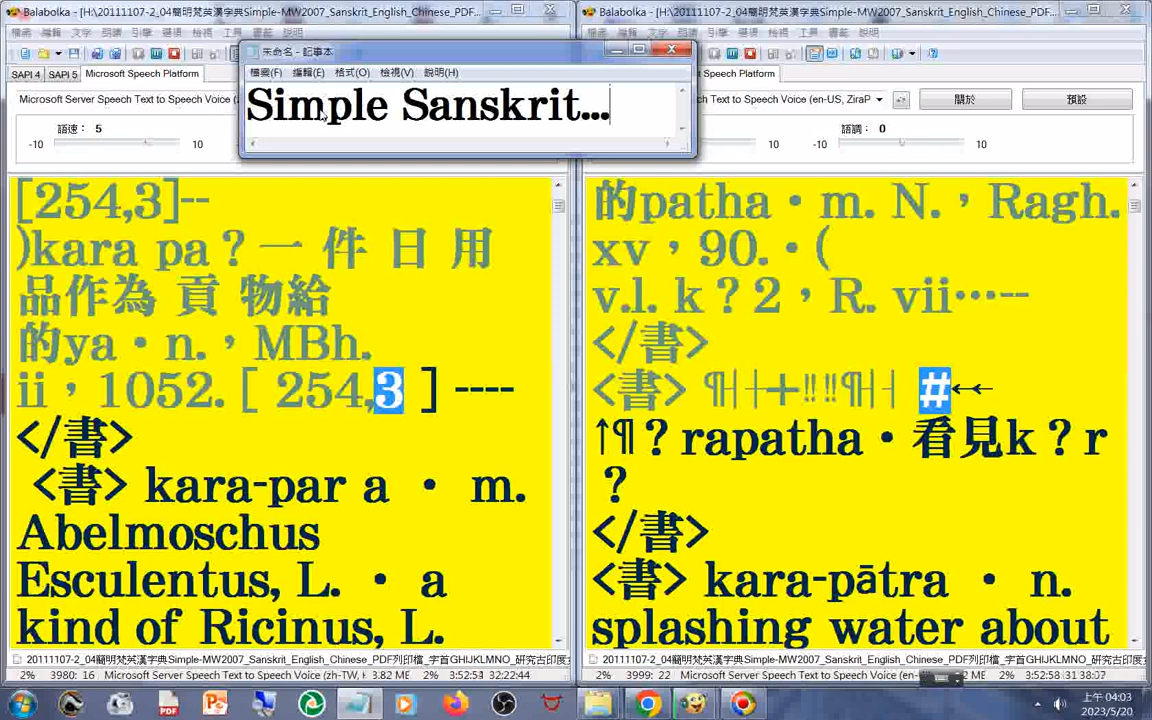 Balabolka - [H:\20111107-2_04簡明梵英漢字典Simple-MW2007_Sanskrit_English_Chinese_PDF...
Balabolka - [H:\20111107-2_04簡明梵英漢字典Simple-MW2007_Sanskrit_English_Chinese_PDF...
未命名 - 記事本
檔案(F) 編輯(E) 格式(O) 檢視(V) 說明(H)
Simple Sanskrit...
SAPI 4 SAPI 5 Microsoft Speech Platform
Speech Platform
Microsoft Server Speech Text to Speech Voice
Text to Speech Voice (en-US, ZiraP
關於
預設
語速： 5
-10 10
10
語調： 0
-10 10
[254,3]--
)kara pa？一 件 日 用
品作為 貢 物給
的ya・n.，MBh.
ii，1052. [ 254,3 ] ----
</書>
<書> kara-par a ・ m.
Abelmoschus
Esculentus, L. ・ a
kind of Ricinus, L.
的patha・m. N.，Ragh.
xv，90.・(
v.l. k？2，R. vii…--
</書>
<書> ¶┤┤┼‼‼¶┤┤ #←←
↑¶？rapatha・看見k？r
？
</書>
<書> kara-pātra ・ n.
splashing water about
20111107-2_04簡明梵英漢字典Simple-MW2007_Sanskrit_English_Chinese_PDF列印檔_字首GHIJKLMNO_研究古印度
20111107-2_04簡明梵英漢字典Simple-MW2007_Sanskrit_English_Chinese_PDF列印檔_字首GHIJKLMNO_研究古印度
2% 3980: 16 Microsoft Server Speech Text to Speech Voice (zh-TW, 3.82 MB 2% 3:52:53 32:22:44
2% 3999: 22 Microsoft Server Speech Text to Speech Voice 2% 3:52:58 31:38:07
上午 04:03
2023/5/20